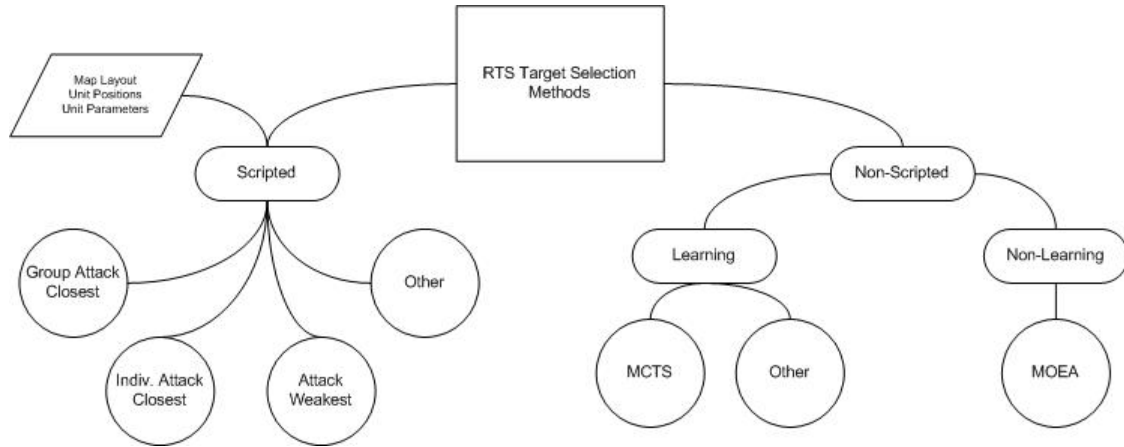 RTS Target Selection
Methods
Map Layout
Unit Positions
Unit Parameters
Scripted
Non-Scripted
Group Attack
Closest
Other
Learning
Non-Learning
Indiv. Attack
Closest
Attack
Weakest
MCTS
Other
MOEA